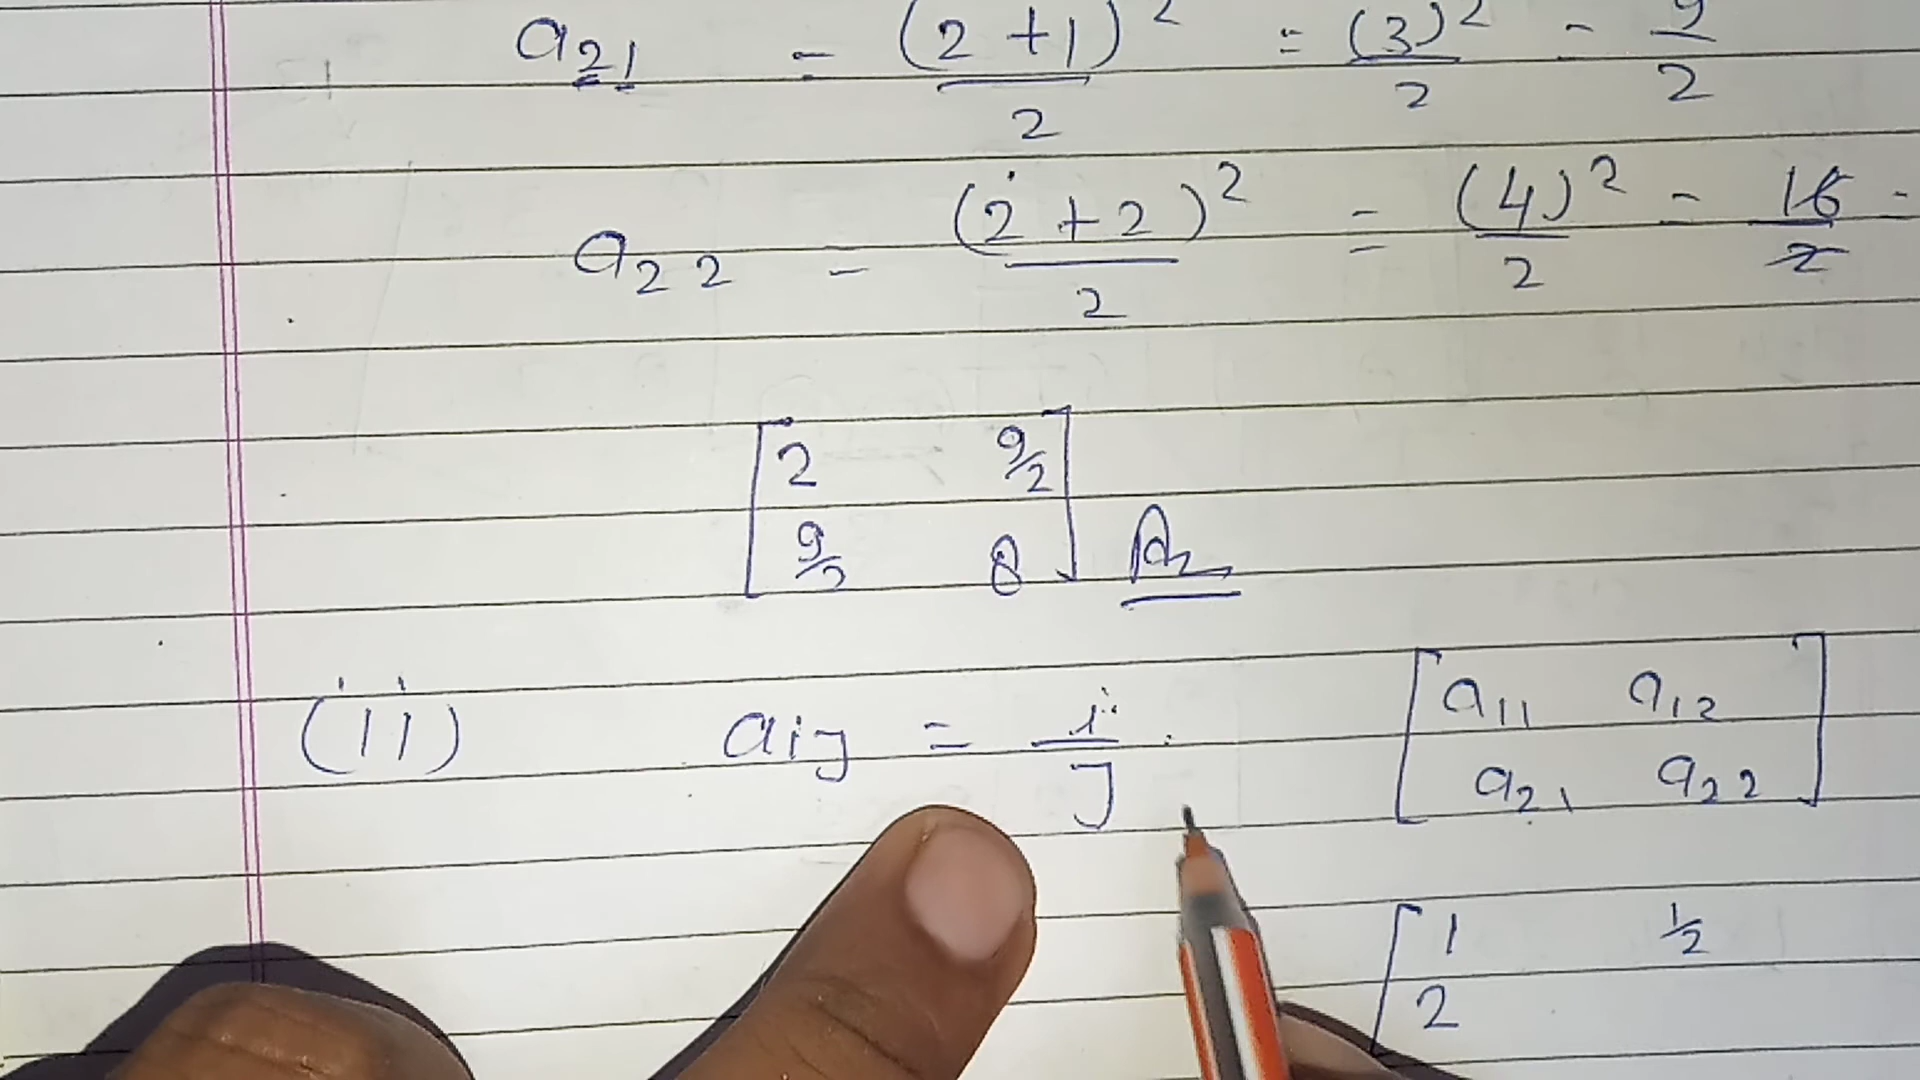 a21 = (2+1)²/2 = (3)²/2 = 9/2
a22 = (2+2)²/2 = (4)²/2 = 16/2 =
[2 9/2
9/2 8]
(ii) aij = i/J [a11 a12
a21 a22]
[1 1/2
2